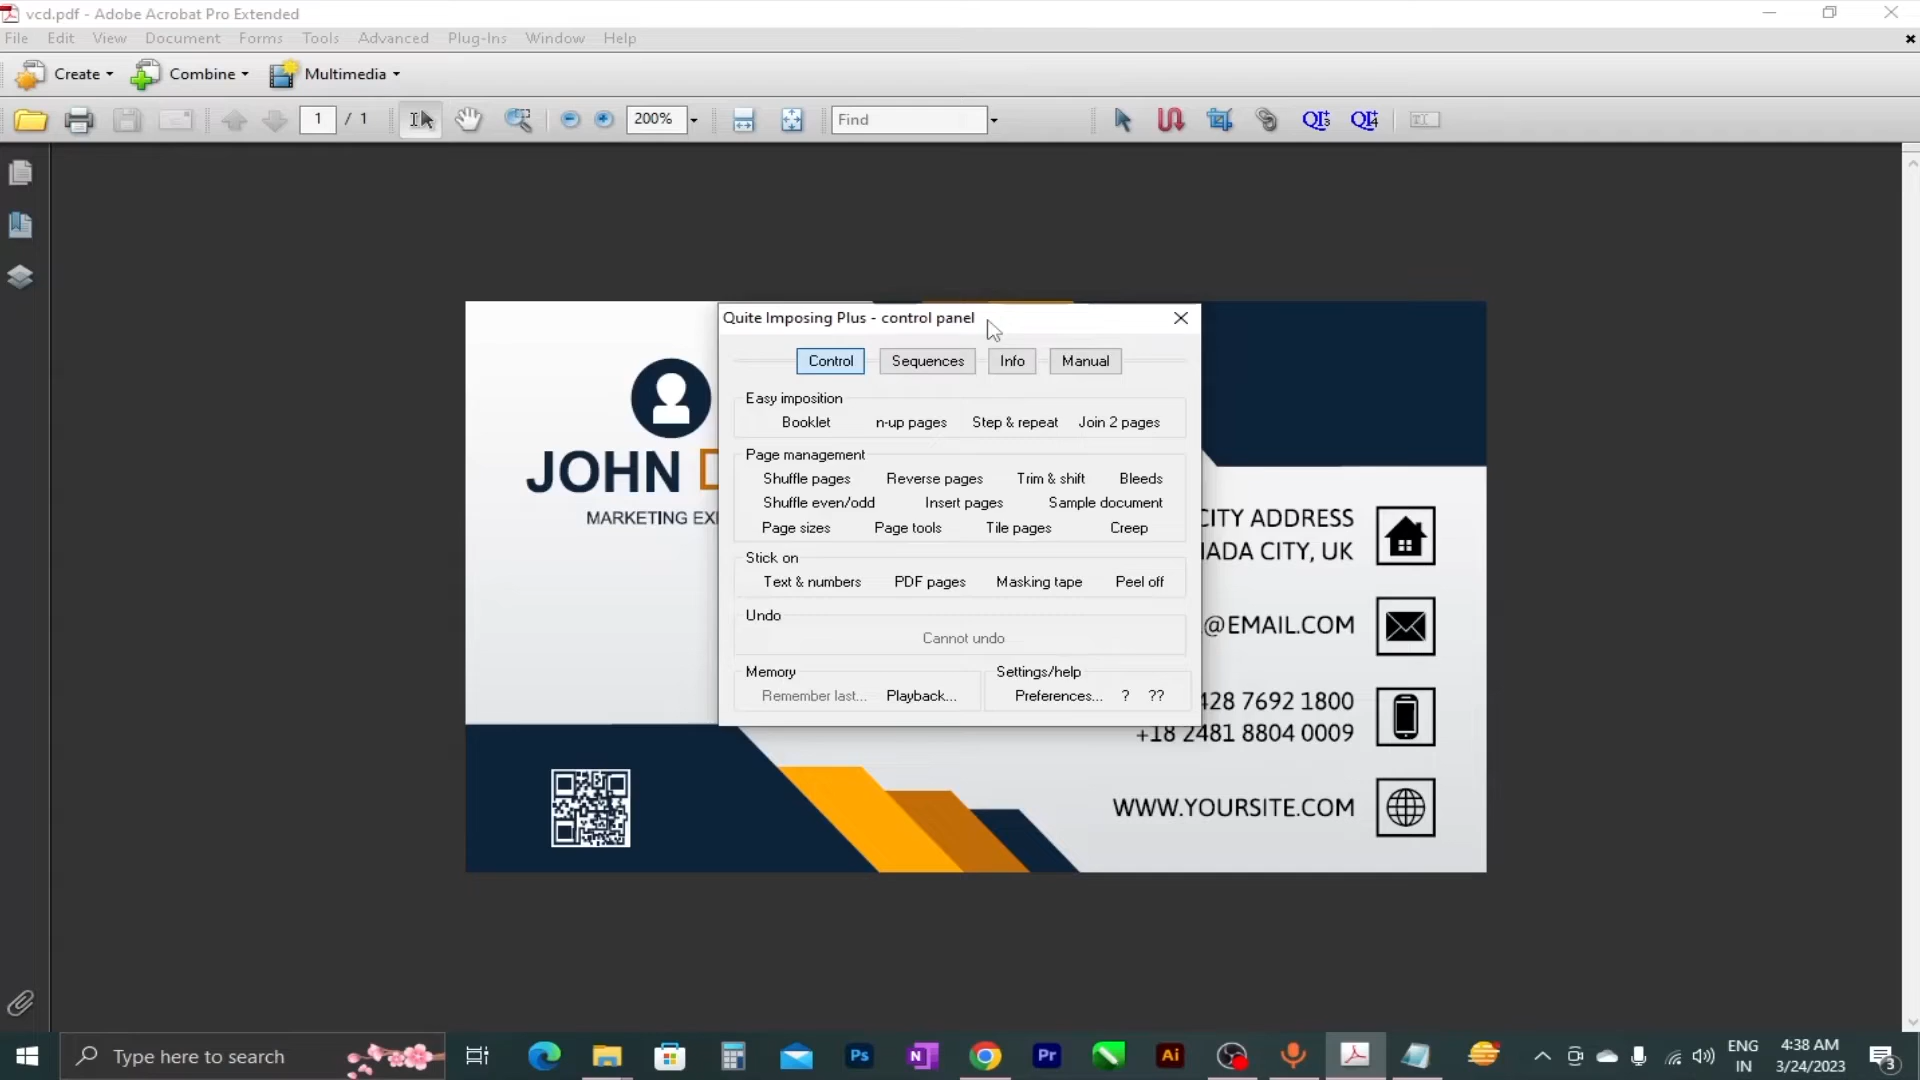 vcd.pdf - Adobe Acrobat Pro Extended
File Edit View Document Forms Tools Advanced Plug-Ins Window Help
Create Combine Multimedia
1 / 1 200% Find QI3 QI4
Quite Imposing Plus - control panel
Control Sequences Info Manual
Easy imposition
Booklet n-up pages Step & repeat Join 2 pages
Page management
Shuffle pages Reverse pages Trim & shift Bleeds
Shuffle even/odd Insert pages Sample document
Page sizes Page tools Tile pages Creep
Stick on
Text & numbers PDF pages Masking tape Peel off
Undo
Cannot undo
Memory
Remember last... Playback...
Settings/help
Preferences... ? ??
JOHN
MARKETING
CITY ADDRESS
CITY, UK
@EMAIL.COM
428 7692 1800
+18 2481 8804 0009
WWW.YOURSITE.COM
Type here to search
Ps
N
Pr
Ai
ENG
IN
4:38 AM
3/24/2023
3